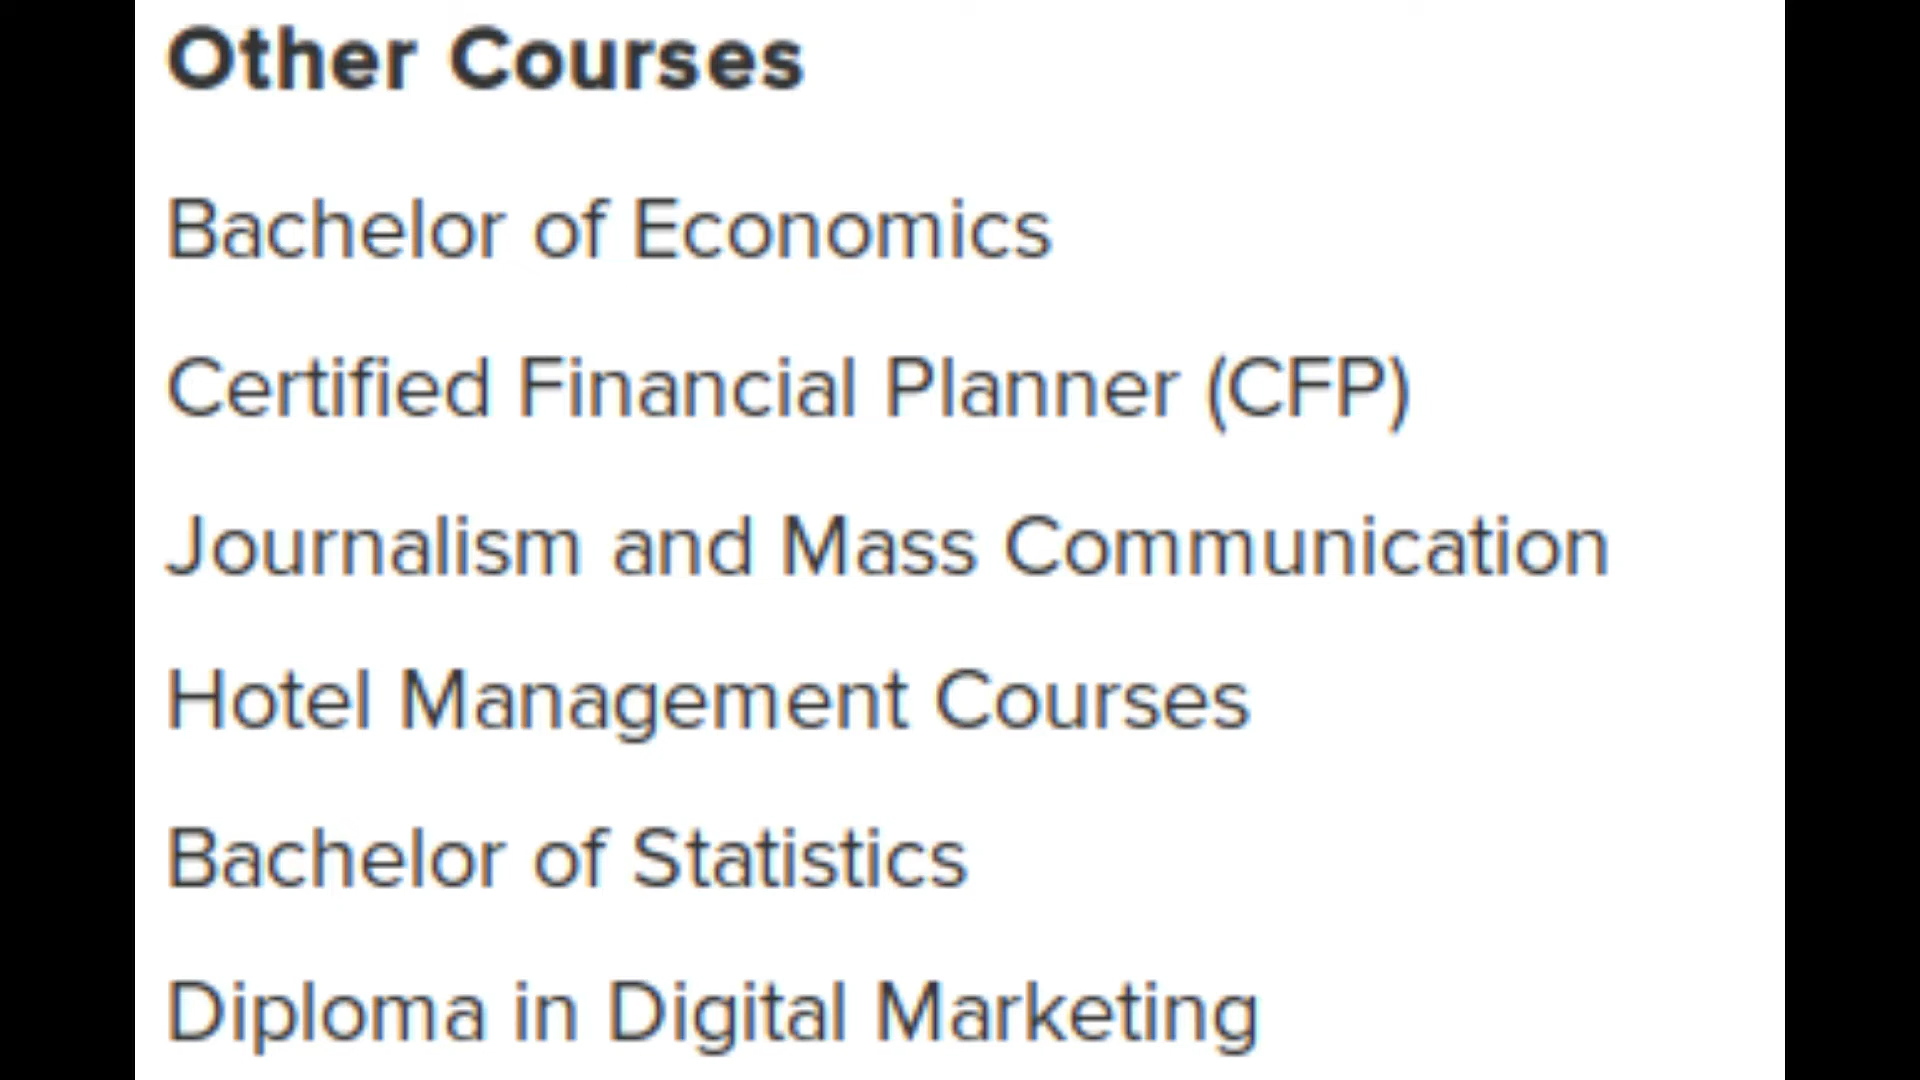 Other Courses
Bachelor of Economics
Certified Financial Planner (CFP)
Journalism and Mass Communication
Hotel Management Courses
Bachelor of Statistics
Diploma in Digital Marketing